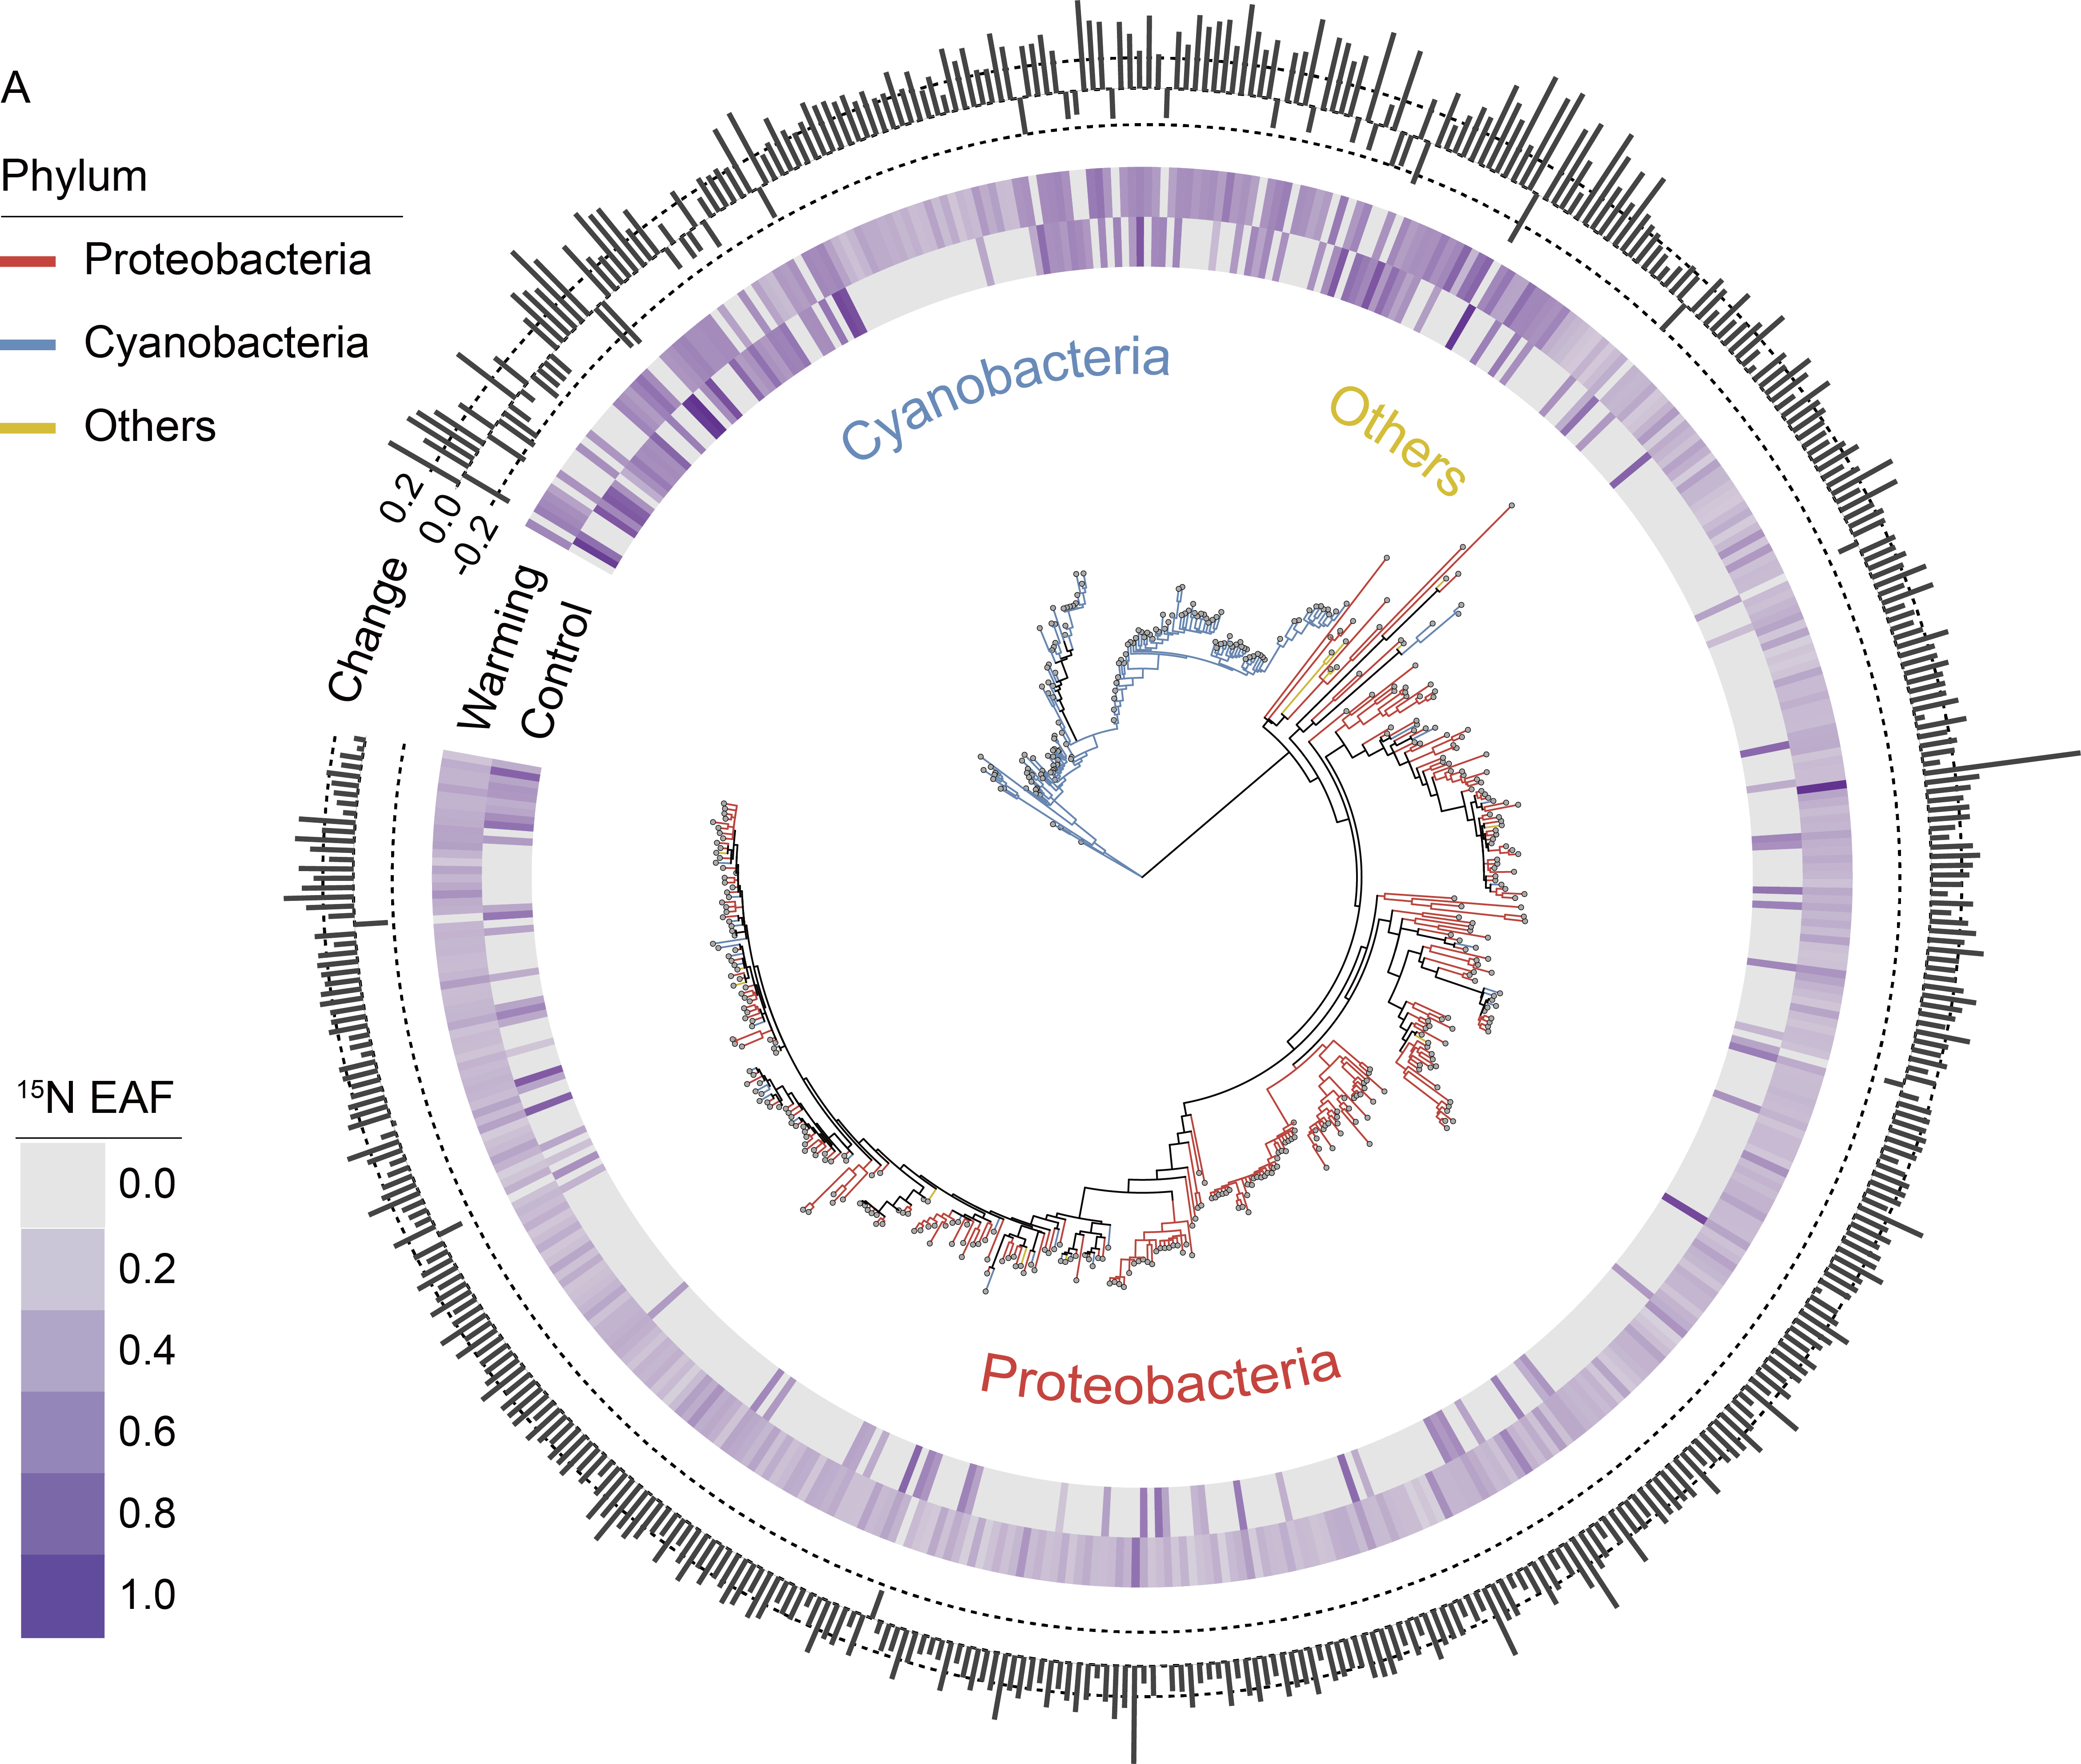 A
Phylum
Proteobacteria
Cyanobacteria
Others
Cyanobacteria
Others
0.2
0.0
-0.2
Change
Warming
Control
Proteobacteria
15N EAF
0.0
0.2
0.4
0.6
0.8
1.0